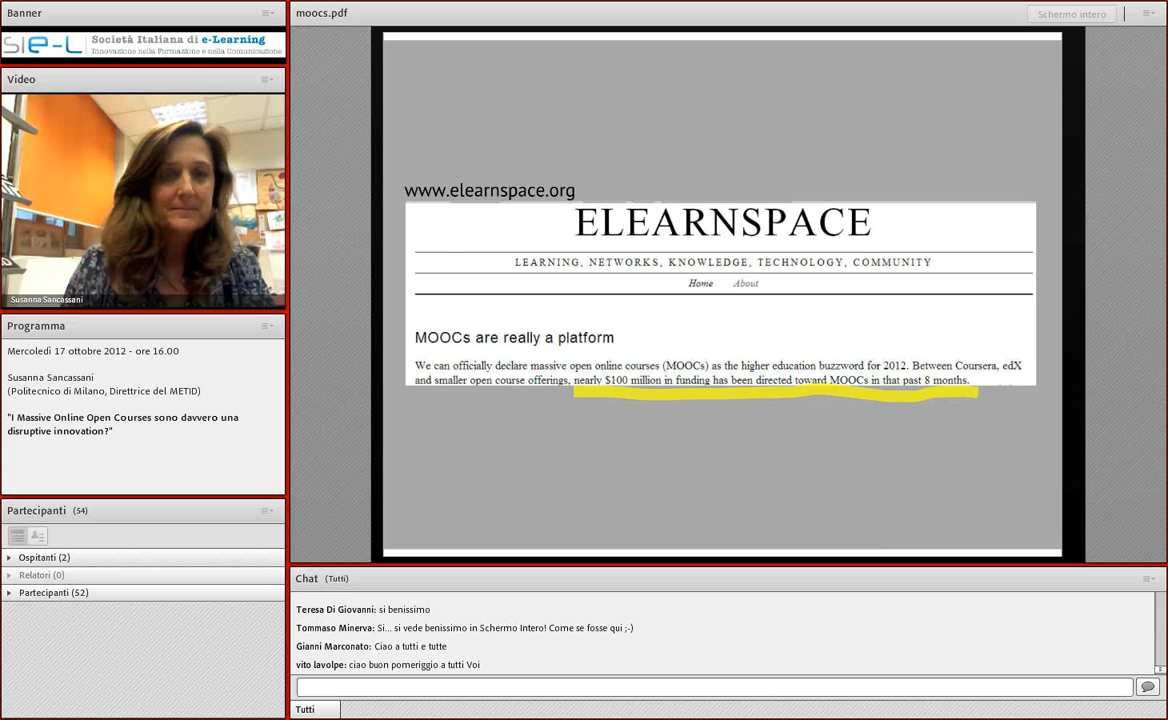 Banner
SIE-L Società Italiana di e-Learning
Innovazione nella Formazione e nella Comunicazione
Video
Susanna Sancassani
Programma
Mercoledì 17 ottobre 2012 - ore 16.00
Susanna Sancassani
(Politecnico di Milano, Direttrice del METID)
"I Massive Online Open Courses sono davvero una
disruptive innovation?"
Partecipanti (54)
Ospitanti (2)
Relatori (0)
Partecipanti (52)
moocs.pdf
Schermo intero
www.elearnspace.org
ELEARNSPACE
LEARNING, NETWORKS, KNOWLEDGE, TECHNOLOGY, COMMUNITY
Home About
MOOCs are really a platform
We can officially declare massive open online courses (MOOCs) as the higher education buzzword for 2012. Between Coursera, edX
and smaller open course offerings, nearly $100 million in funding has been directed toward MOOCs in that past 8 months.
Chat (Tutti)
Teresa Di Giovanni: si benissimo
Tommaso Minerva: Si... si vede benissimo in Schermo Intero! Come se fosse qui ;-)
Gianni Marconato: Ciao a tutti e tutte
vito lavolpe: ciao buon pomeriggio a tutti Voi
Tutti